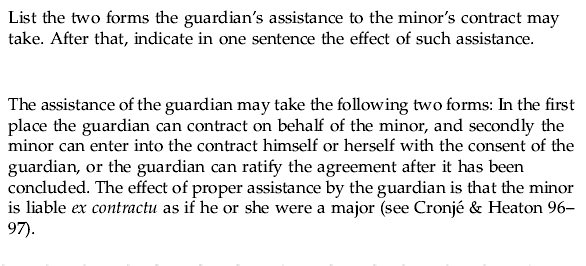 List the two forms the guardian's assistance to the minor's contract may
take. After that, indicate in one sentence the effect of such assistance.
The assistance of the guardian may take the following two forms: In the first
place the guardian can contract on behalf of the minor, and secondly the
minor can enter into the contract himself or herself with the consent of the
guardian, or the guardian can ratify the agreement after it has been
concluded. The effect of proper assistance by the guardian is that the minor
is liable ex contractu as if he or she were a major (see Cronjé & Heaton 96–
97).